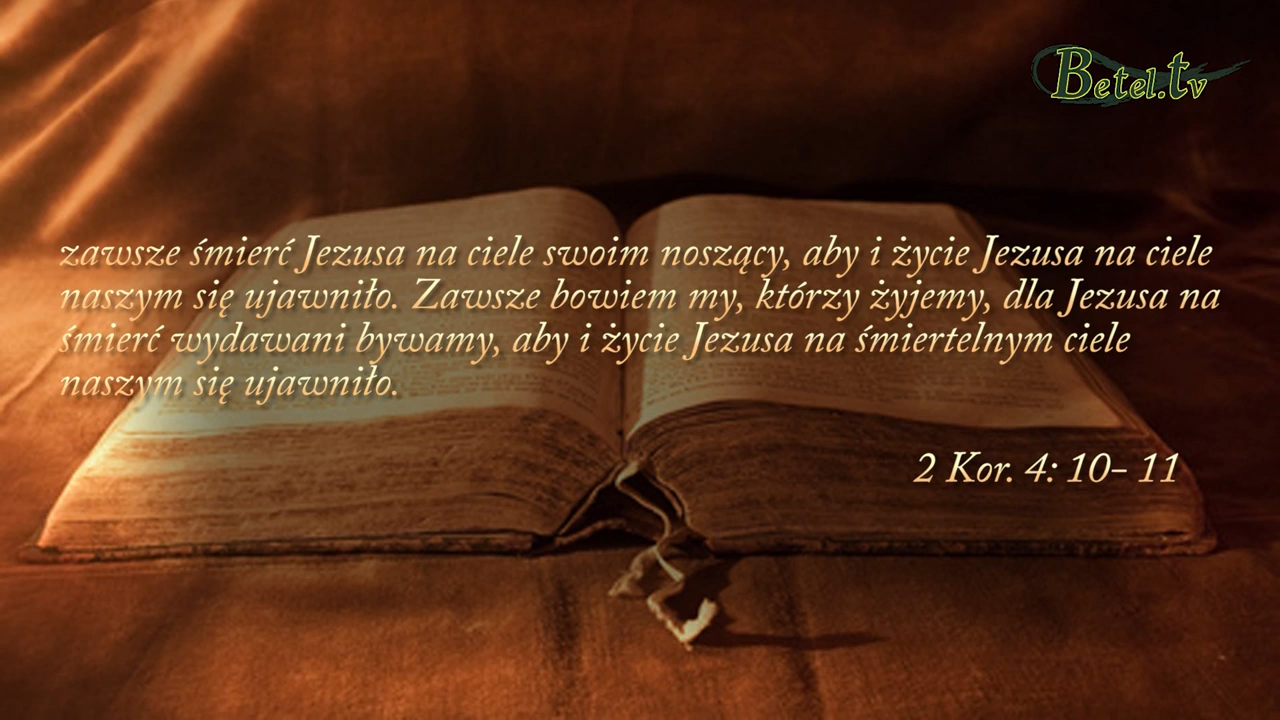 Betel.tv
zawsze śmierć Jezusa na ciele swoim noszący, aby i życie Jezusa na ciele
naszym się ujawniło. Zawsze bowiem my, którzy żyjemy, dla Jezusa na
śmierć wydawani bywamy, aby i życie Jezusa na śmiertelnym ciele
naszym się ujawniło.
2 Kor. 4: 10- 11